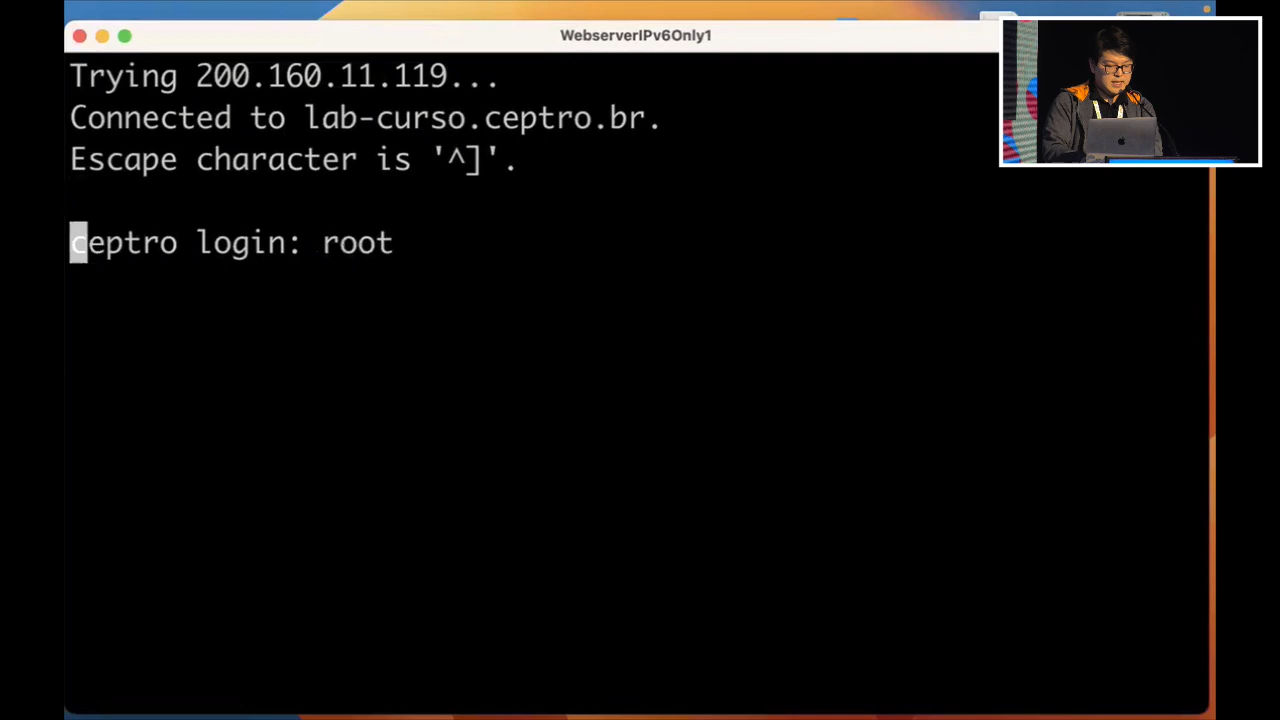 WebserverIPv6Only1
Trying 200.160.11.119...
Connected to lab-curso.ceptro.br.
Escape character is '^]'.
ceptro login: root